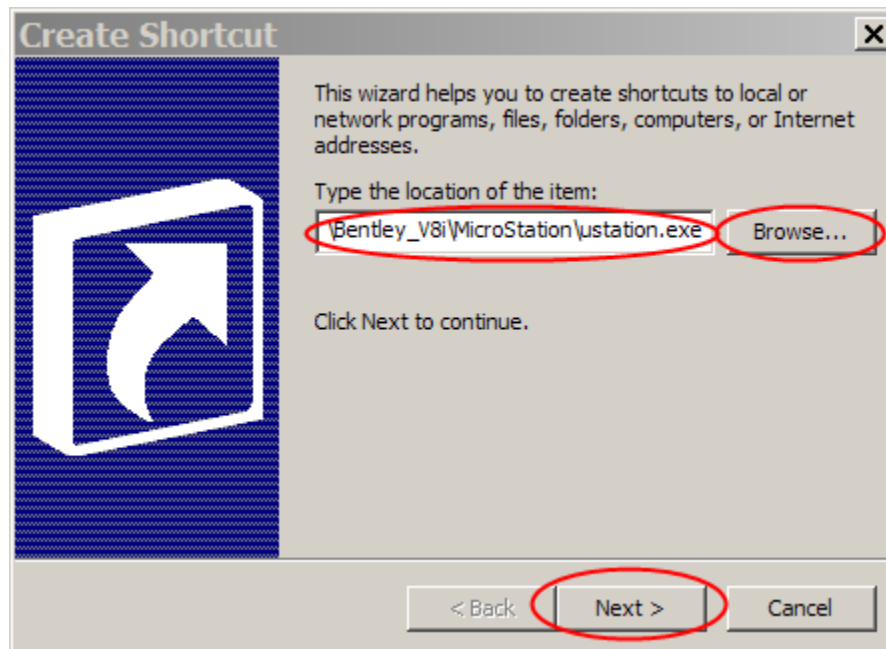 Create Shortcut
This wizard helps you to create shortcuts to local or
network programs, files, folders, computers, or Internet
addresses.
Type the location of the item:
\Bentley_V8i\MicroStation\ustation.exe
Browse...
Click Next to continue.
< Back
Next >
Cancel